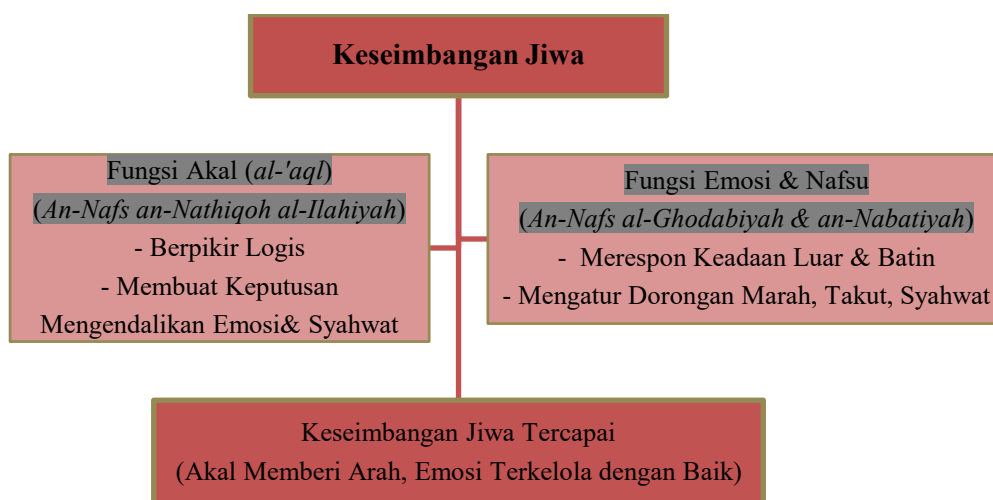 Keseimbangan Jiwa
Fungsi Akal (al-'aql)
(An-Nafs an-Nathiqoh al-Ilahiyah)
- Berpikir Logis
- Membuat Keputusan
Mengendalikan Emosi& Syahwat
Fungsi Emosi & Nafsu
(An-Nafs al-Ghodabiyah & an-Nabatiyah)
- Merespon Keadaan Luar & Batin
- Mengatur Dorongan Marah, Takut, Syahwat
Keseimbangan Jiwa Tercapai
(Akal Memberi Arah, Emosi Terkelola dengan Baik)